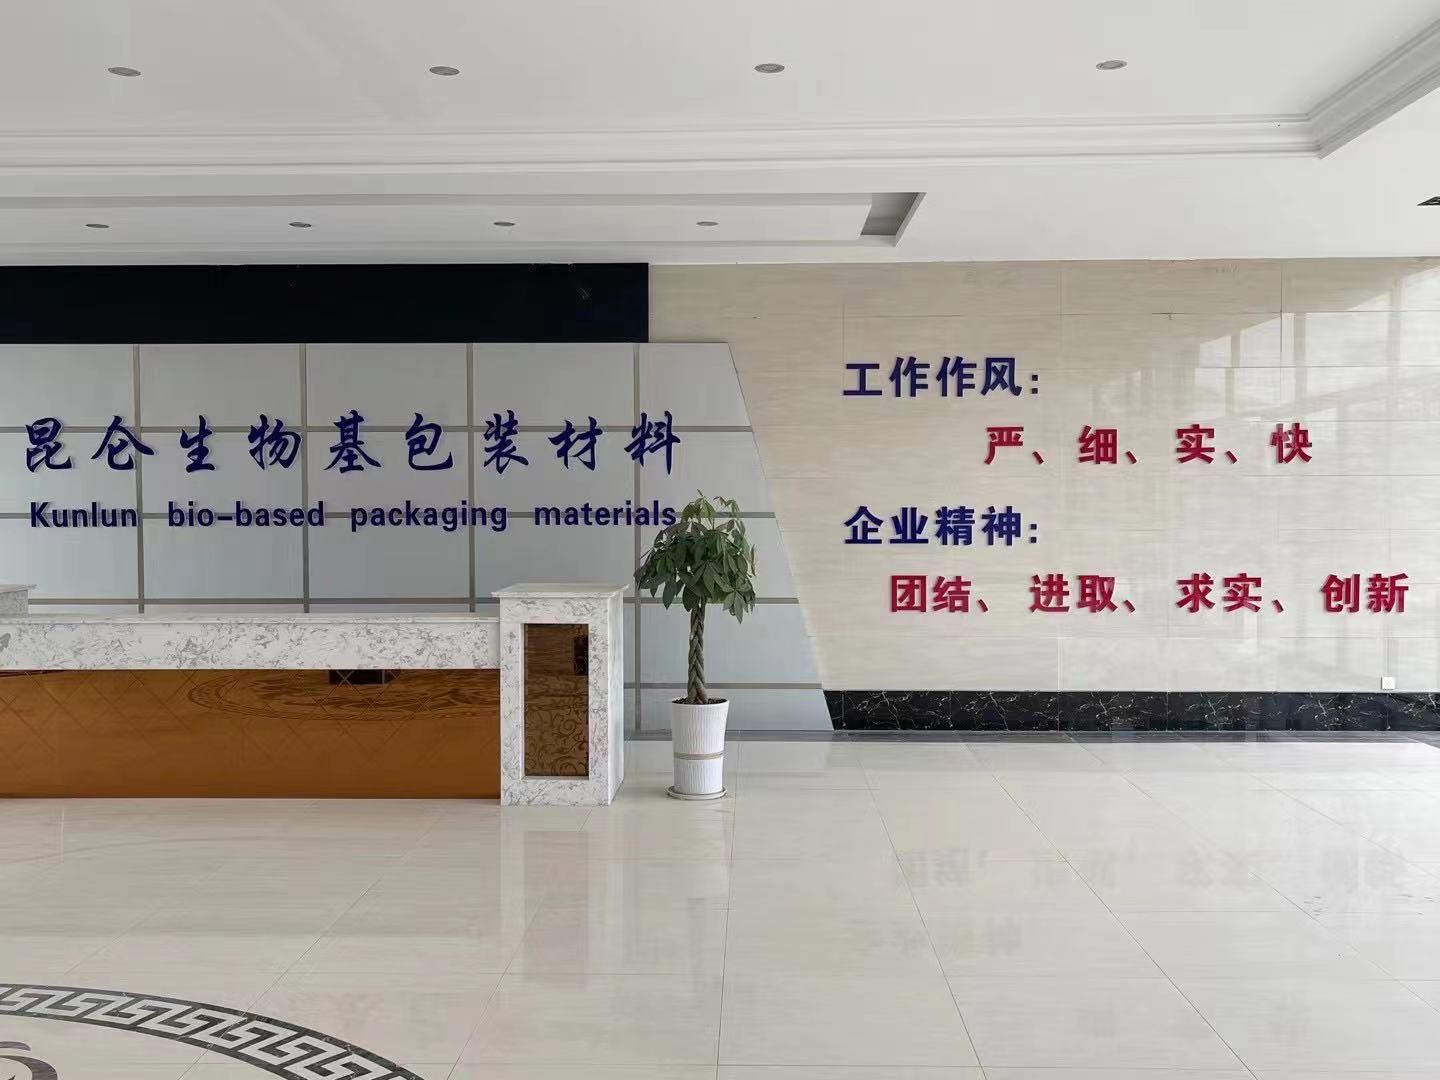 昆仑生物基包装材料
Kunlun bio-based packaging materials
工作作风:
严、细、实、快
企业精神:
团结、进取、求实、创新